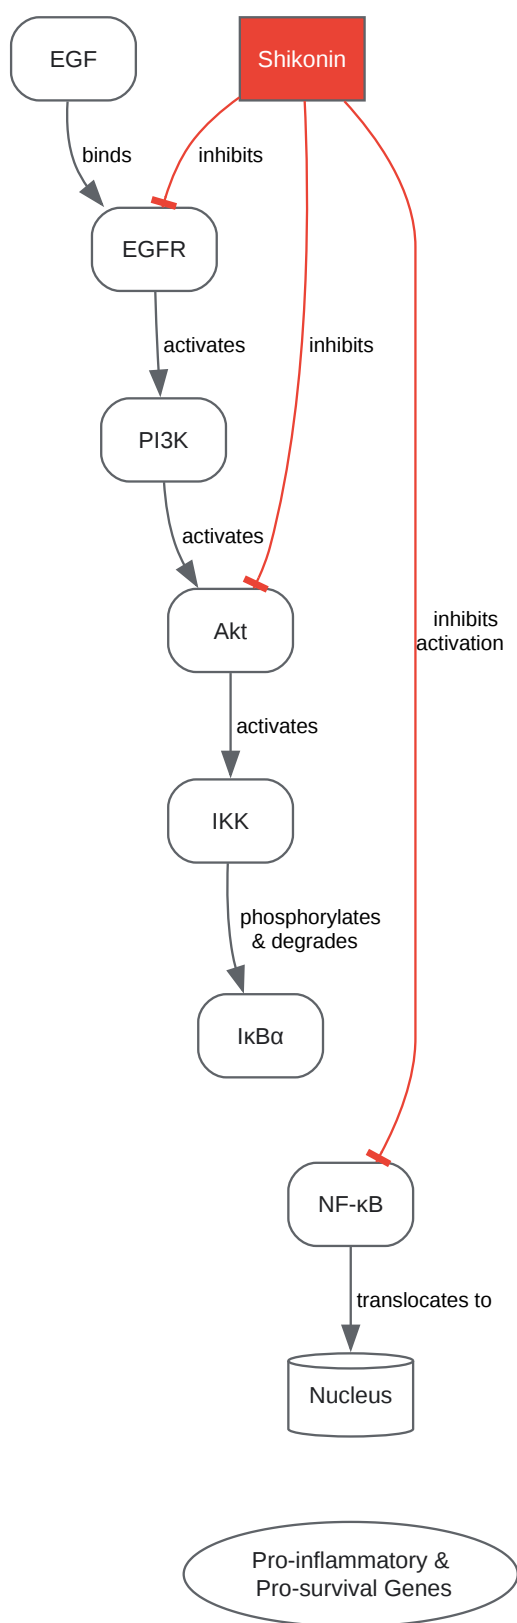 EGF
Shikonin
binds
inhibits
EGFR
activates
inhibits
PI3K
activates
Akt
inhibits
activation
activates
IKK
phosphorylates
& degrades
IκBα
NF-κB
translocates to
Nucleus
Pro-inflammatory &
Pro-survival Genes